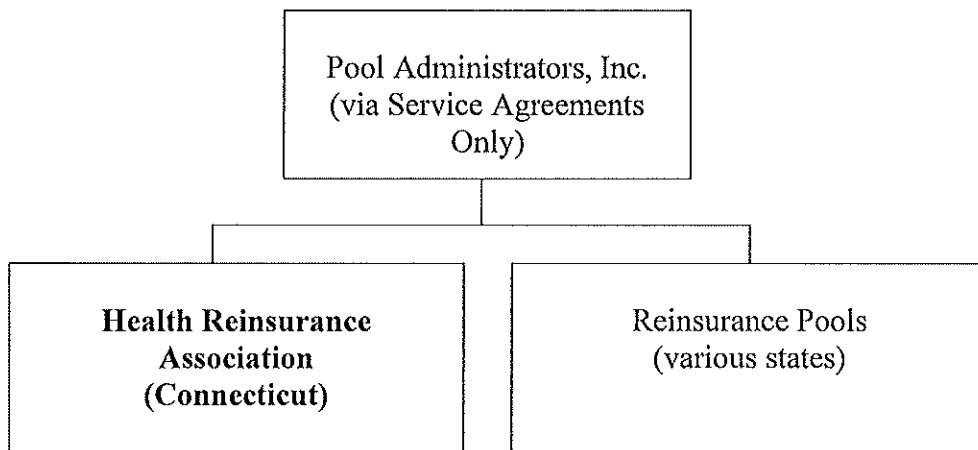 Pool Administrators, Inc.
(via Service Agreements
Only)
Health Reinsurance
Association
(Connecticut)
Reinsurance Pools
(various states)